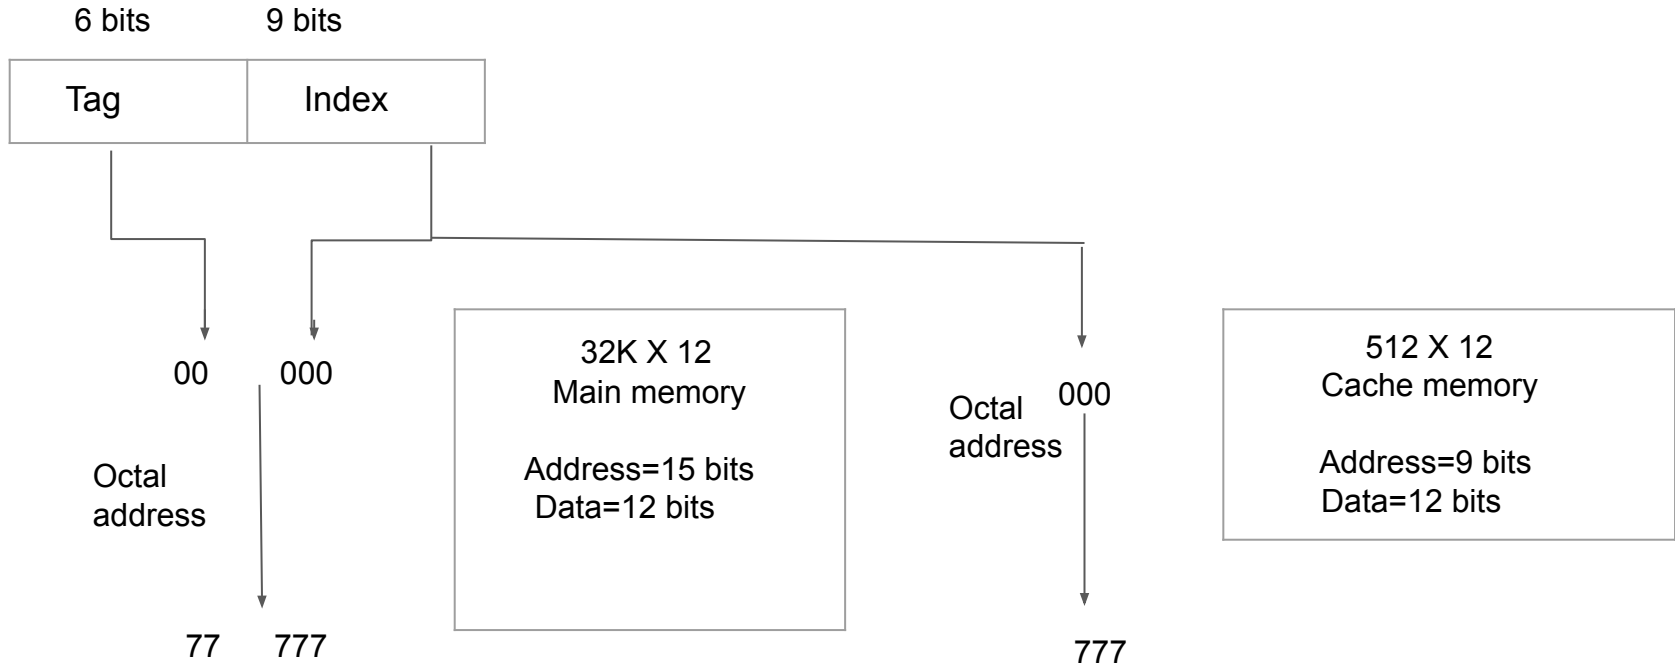 6 bits
9 bits
Tag
Index
00
000
Octal
address
77
777
32K X 12
Main memory
Address=15 bits
Data=12 bits
Octal
address
000
777
512 X 12
Cache memory
Address=9 bits
Data=12 bits